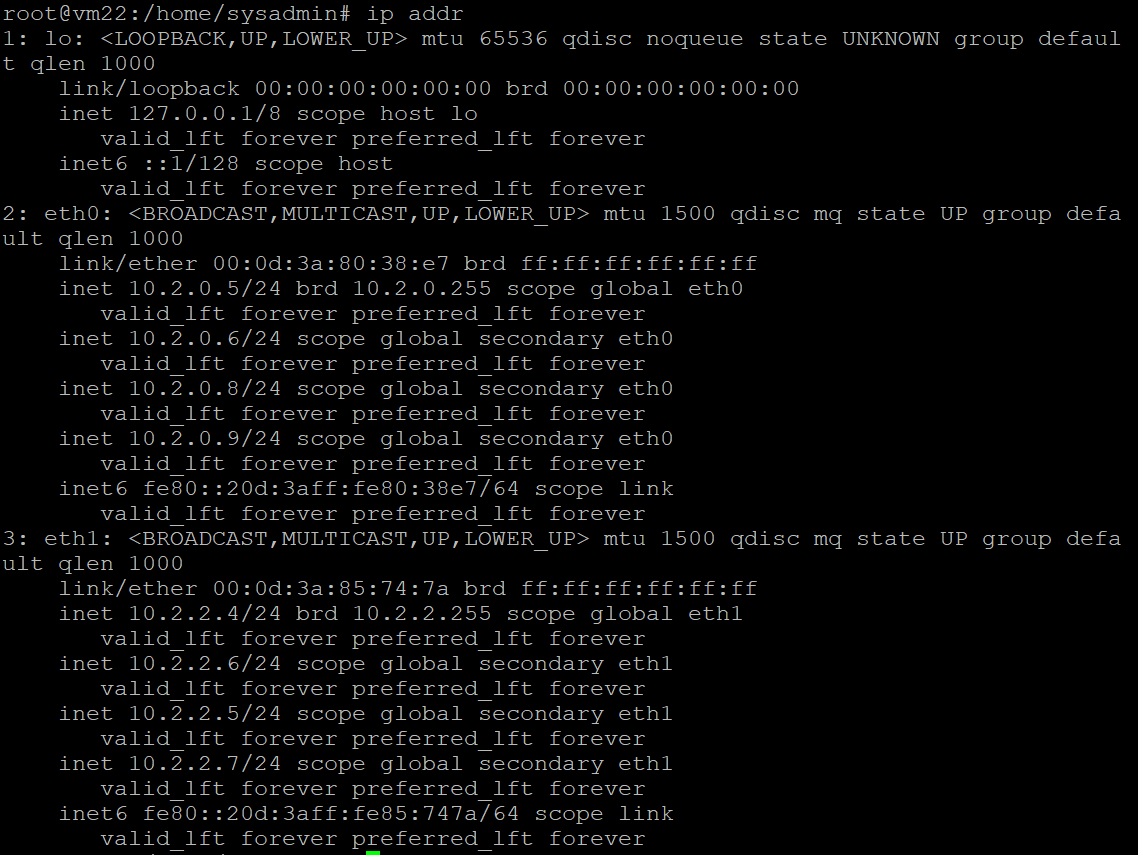 root@vm22:/home/sysadmin# ip addr
1: lo: <LOOPBACK,UP,LOWER_UP> mtu 65536 qdisc noqueue state UNKNOWN group defaul
t qlen 1000
    link/loopback 00:00:00:00:00:00 brd 00:00:00:00:00:00
    inet 127.0.0.1/8 scope host lo
       valid_lft forever preferred_lft forever
    inet6 ::1/128 scope host
       valid_lft forever preferred_lft forever
2: eth0: <BROADCAST,MULTICAST,UP,LOWER_UP> mtu 1500 qdisc mq state UP group defa
ult qlen 1000
    link/ether 00:0d:3a:80:38:e7 brd ff:ff:ff:ff:ff:ff
    inet 10.2.0.5/24 brd 10.2.0.255 scope global eth0
       valid_lft forever preferred_lft forever
    inet 10.2.0.6/24 scope global secondary eth0
       valid_lft forever preferred_lft forever
    inet 10.2.0.8/24 scope global secondary eth0
       valid_lft forever preferred_lft forever
    inet 10.2.0.9/24 scope global secondary eth0
       valid_lft forever preferred_lft forever
    inet6 fe80::20d:3aff:fe80:38e7/64 scope link
       valid_lft forever preferred_lft forever
3: eth1: <BROADCAST,MULTICAST,UP,LOWER_UP> mtu 1500 qdisc mq state UP group defa
ult qlen 1000
    link/ether 00:0d:3a:85:74:7a brd ff:ff:ff:ff:ff:ff
    inet 10.2.2.4/24 brd 10.2.2.255 scope global eth1
       valid_lft forever preferred_lft forever
    inet 10.2.2.6/24 scope global secondary eth1
       valid_lft forever preferred_lft forever
    inet 10.2.2.5/24 scope global secondary eth1
       valid_lft forever preferred_lft forever
    inet 10.2.2.7/24 scope global secondary eth1
       valid_lft forever preferred_lft forever
    inet6 fe80::20d:3aff:fe85:747a/64 scope link
       valid_lft forever preferred_lft forever